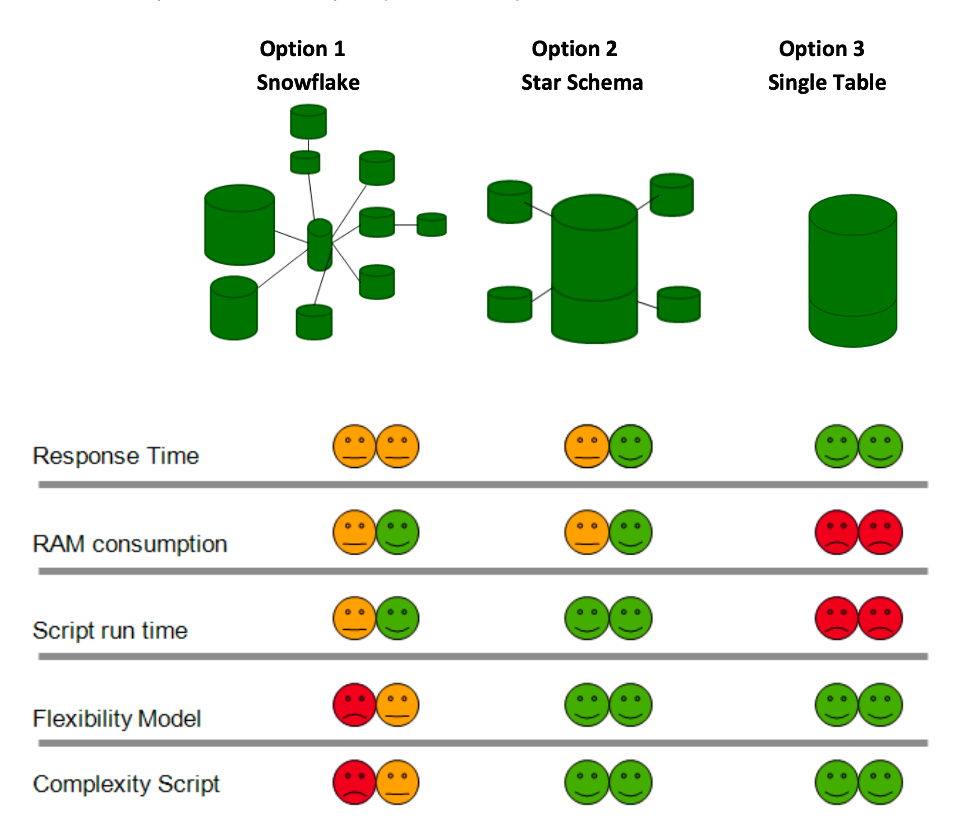 Option 1
Snowflake
Option 2
Star Schema
Option 3
Single Table
Response Time
RAM consumption
Script run time
Flexibility Model
Complexity Script